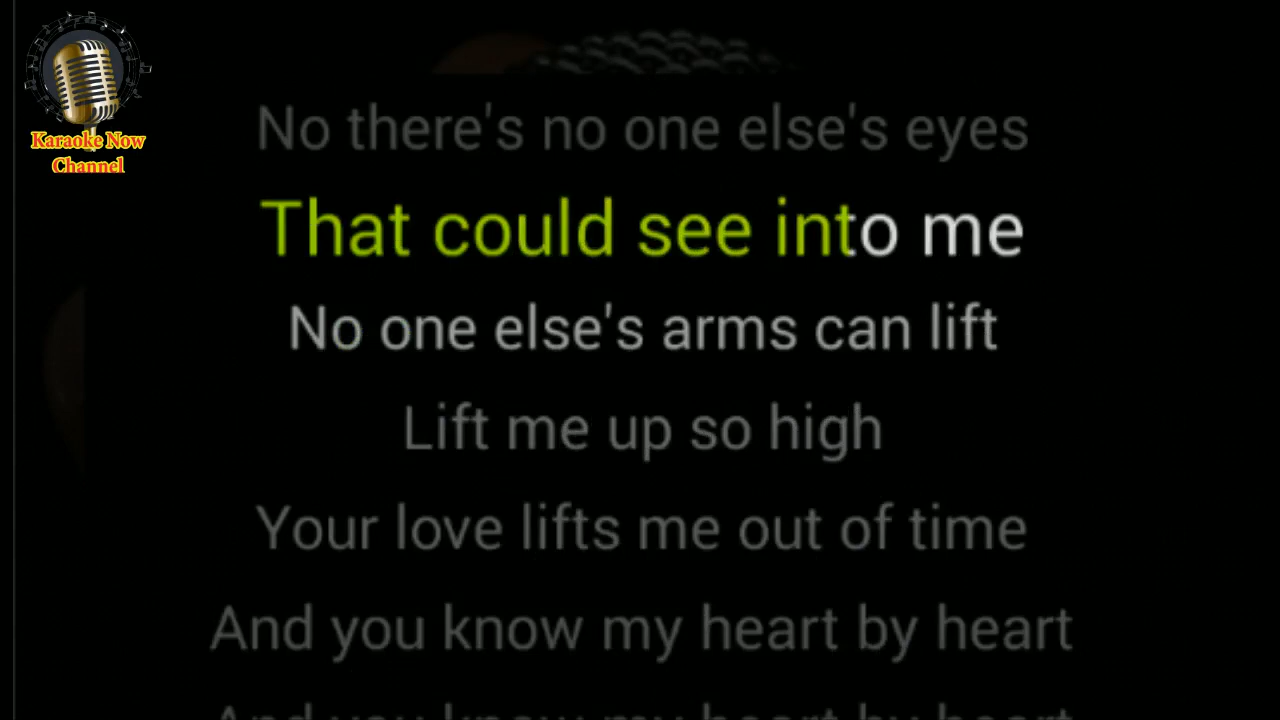 Karaoke Now
Channel
No there's no one else's eyes
That could see into me
No one else's arms can lift
Lift me up so high
Your love lifts me out of time
And you know my heart by heart
And you know my heart by heart